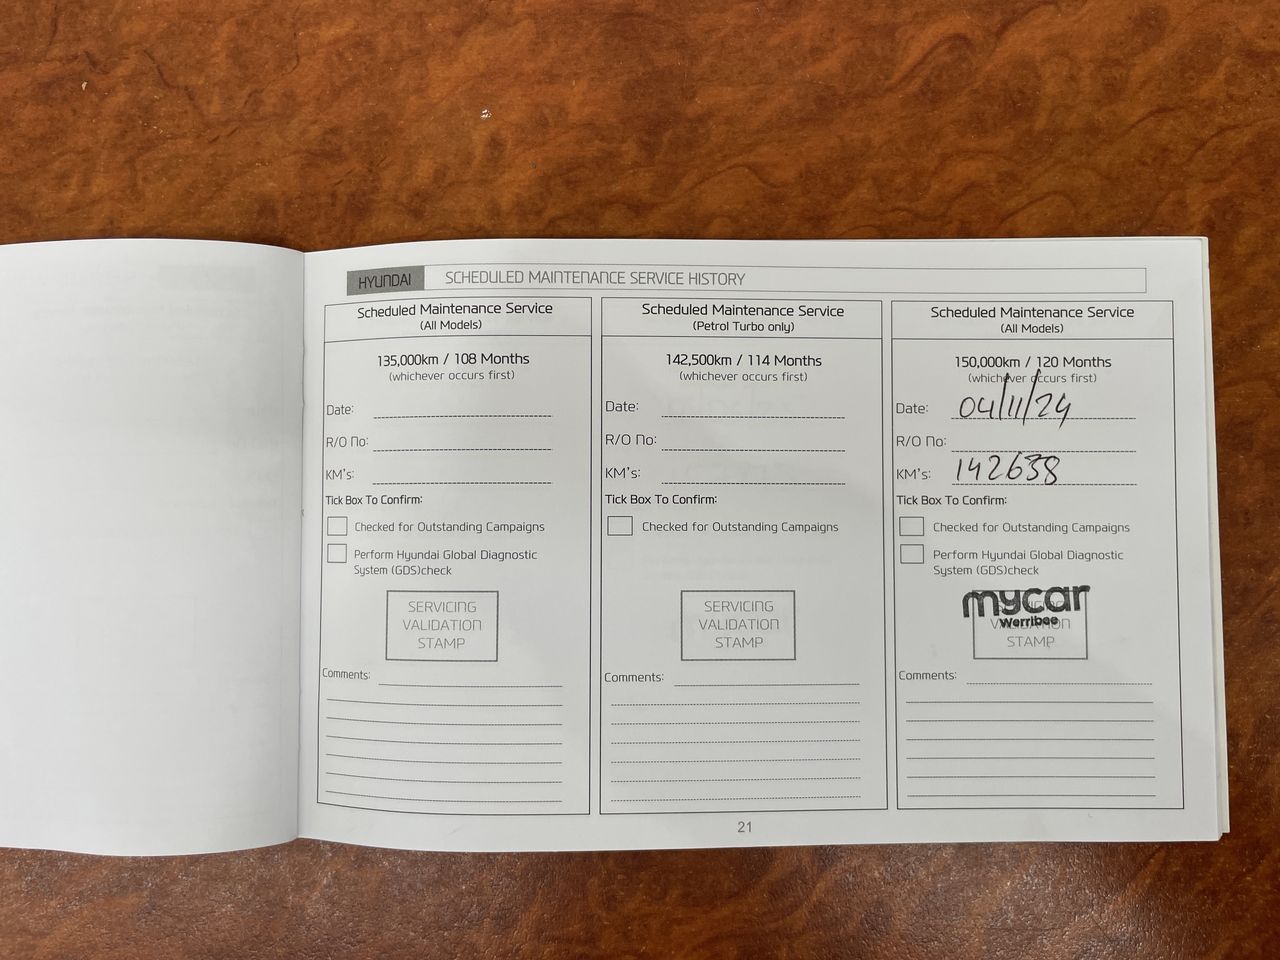 HYUNDAI SCHEDULED MAINTENANCE SERVICE HISTORY
Scheduled Maintenance Service
(All Models)
135,000km / 108 Months
(whichever occurs first)
Date:
R/O No:
KM's:
Tick Box To Confirm:
Checked for Outstanding Campaigns
Perform Hyundai Global Diagnostic
System (GDS)check
SERVICING
VALIDATION
STAMP
Comments:
Scheduled Maintenance Service
(Petrol Turbo only)
142,500km / 114 Months
(whichever occurs first)
Date:
R/O No:
KM's:
Tick Box To Confirm:
Checked for Outstanding Campaigns
SERVICING
VALIDATION
STAMP
Comments:
Scheduled Maintenance Service
(All Models)
150,000km / 120 Months
(whichever occurs first)
Date: 04/11/24
R/O No:
KM's: 142638
Tick Box To Confirm:
Checked for Outstanding Campaigns
Perform Hyundai Global Diagnostic
System (GDS)check
mycar
Werribee
SERVICING
VALIDATION
STAMP
Comments:
21